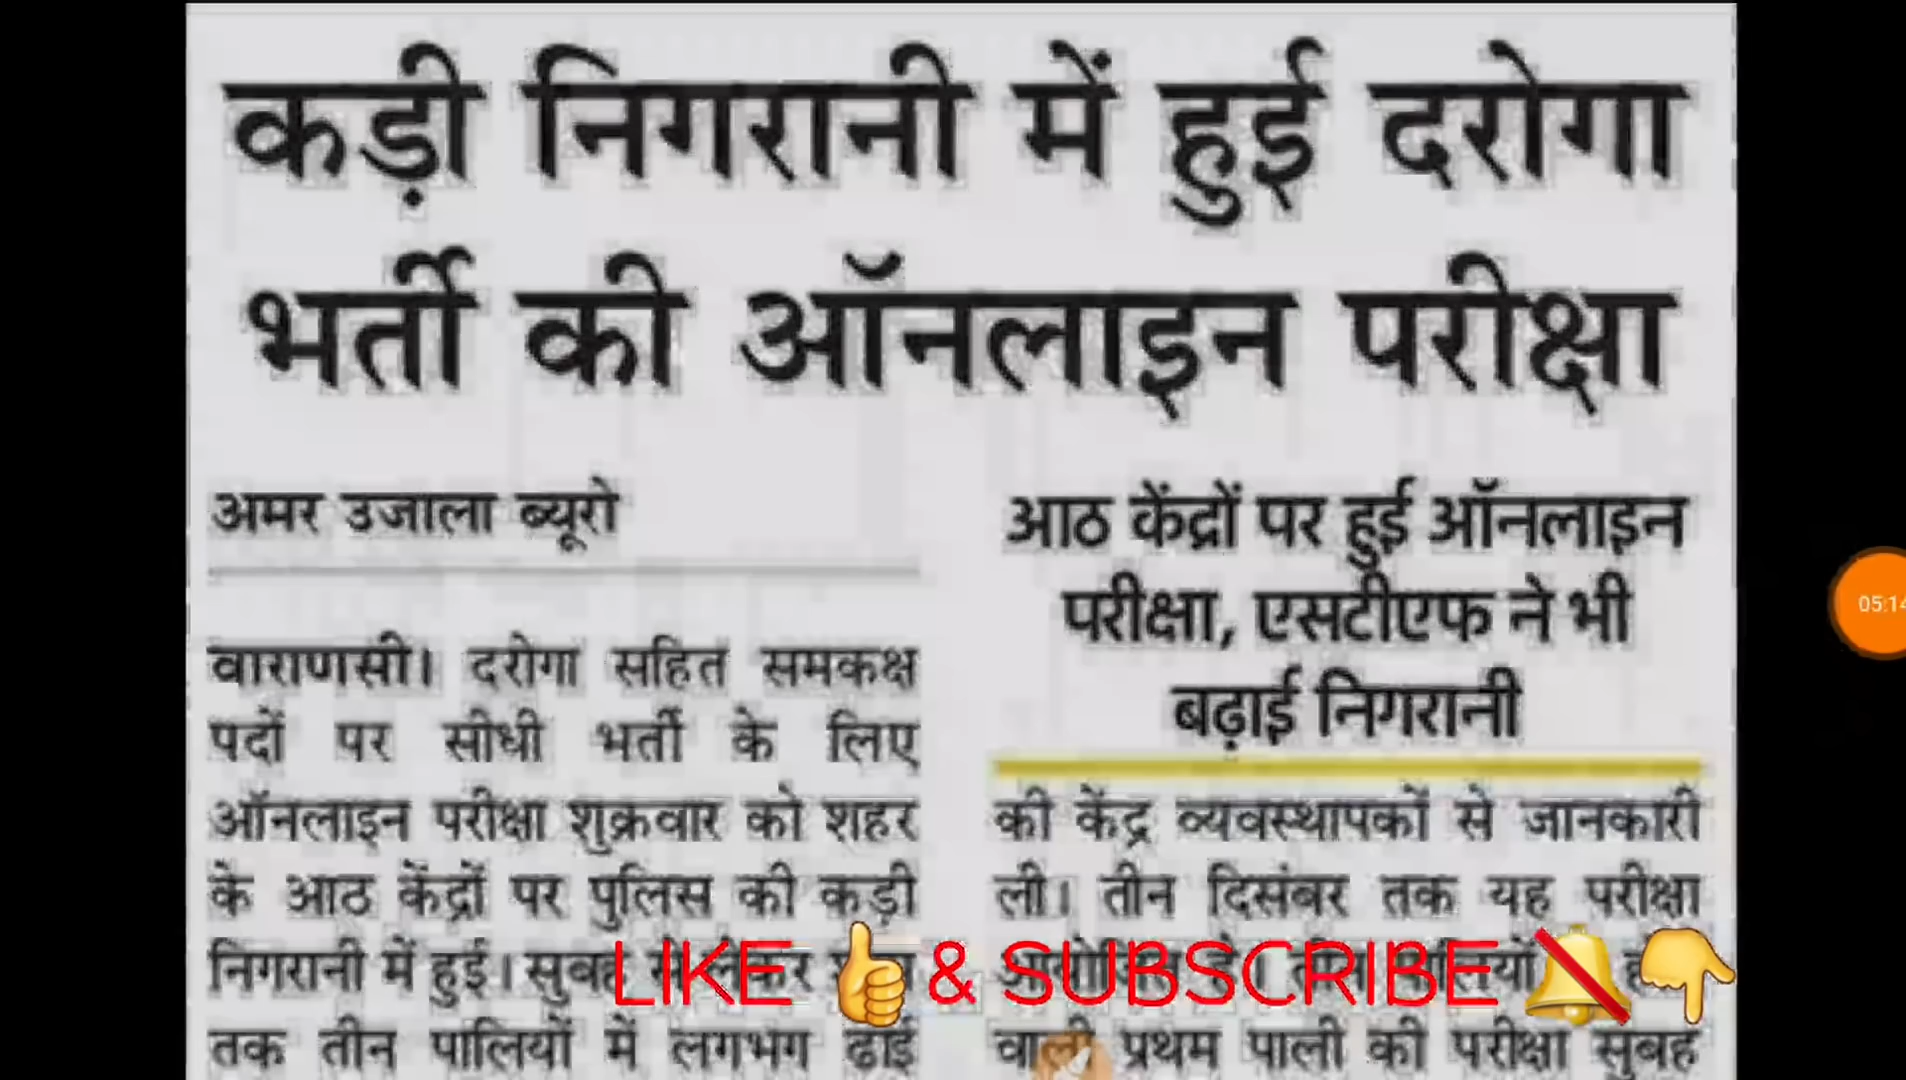 कड़ी निगरानी में हुई दरोगा
भर्ती की ऑनलाइन परीक्षा
अमर उजाला ब्यूरो
वाराणसी। दरोगा सहित समकक्ष
पदों पर सीधी भर्ती के लिए
ऑनलाइन परीक्षा शुक्रवार को शहर
के आठ केंद्रों पर पुलिस की कड़ी
निगरानी में हुई। सुबह
तक तीन पालियों में लगभग ढाई
आठ केंद्रों पर हुई ऑनलाइन
परीक्षा, एसटीएफ ने भी
बढ़ाई निगरानी
की केंद्र व्यवस्थापकों से जानकारी
ली। तीन दिसंबर तक यह परीक्षा
वाली प्रथम पाली की परीक्षा सुबह
LIKE 👍 & SUBSCRIBE 🔕👇
05:14